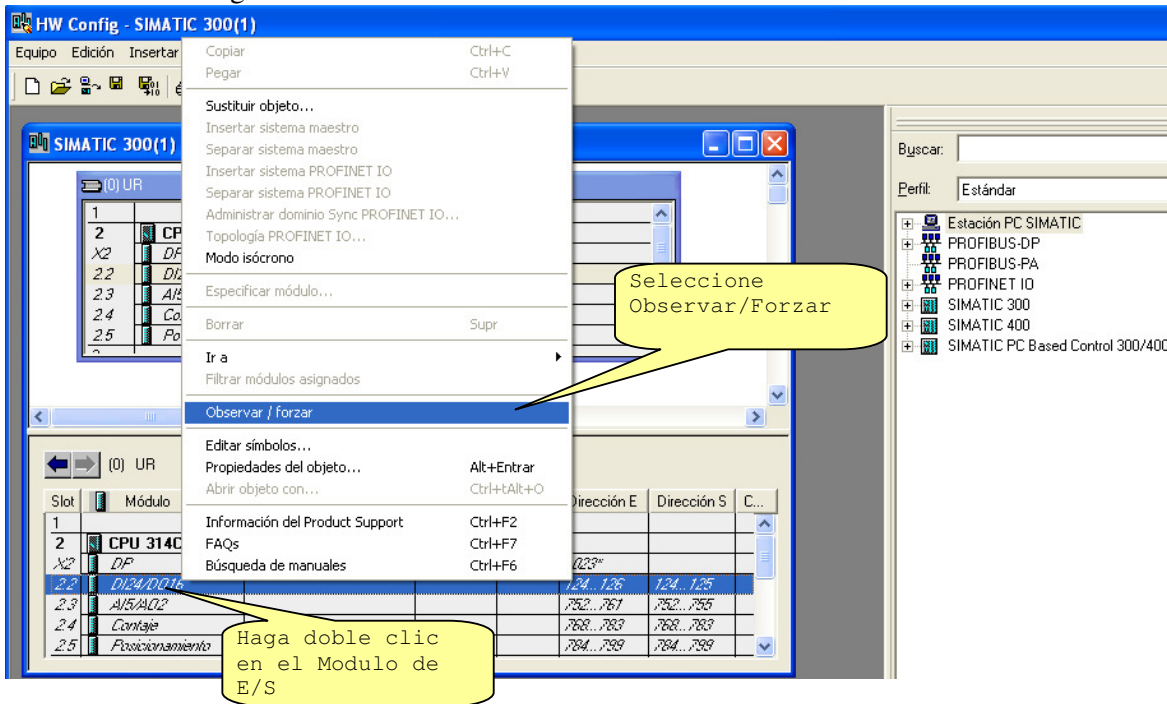 HW Config - SIMATIC 300(1)
Equipo Edición Insertar
SIMATIC 300(1)
(0) UR
1
2 CP
X2 DP
2.2 DI2
2.3 AI5
2.4 Co
2.5 Po
Copiar Ctrl+C
Pegar Ctrl+V
Sustituir objeto...
Insertar sistema maestro
Separar sistema maestro
Insertar sistema PROFINET IO
Separar sistema PROFINET IO
Administrar dominio Sync PROFINET IO...
Topología PROFINET IO...
Modo isócrono
Especificar módulo...
Borrar Supr
Ir a
Filtrar módulos asignados
Observar / forzar
Editar símbolos...
Propiedades del objeto... Alt+Entrar
Abrir objeto con... Ctrl+tAlt+O
Información del Product Support Ctrl+F2
FAQs Ctrl+F7
Búsqueda de manuales Ctrl+F6
Seleccione
Observar/Forzar
Buscar:
Perfil: Estándar
Estación PC SIMATIC
PROFIBUS-DP
PROFIBUS-PA
PROFINET IO
SIMATIC 300
SIMATIC 400
SIMATIC PC Based Control 300/400
(0) UR
Slot Módulo Dirección E Dirección S C...
1
2 CPU 314C
X2 DP 023*
2.2 DI24/DO16 124...126 124...125
2.3 AI5/AO2 752...761 752...755
2.4 Contaje 768...783 768...783
2.5 Posicionamiento 784...799 784...799
Haga doble clic
en el Modulo de
E/S